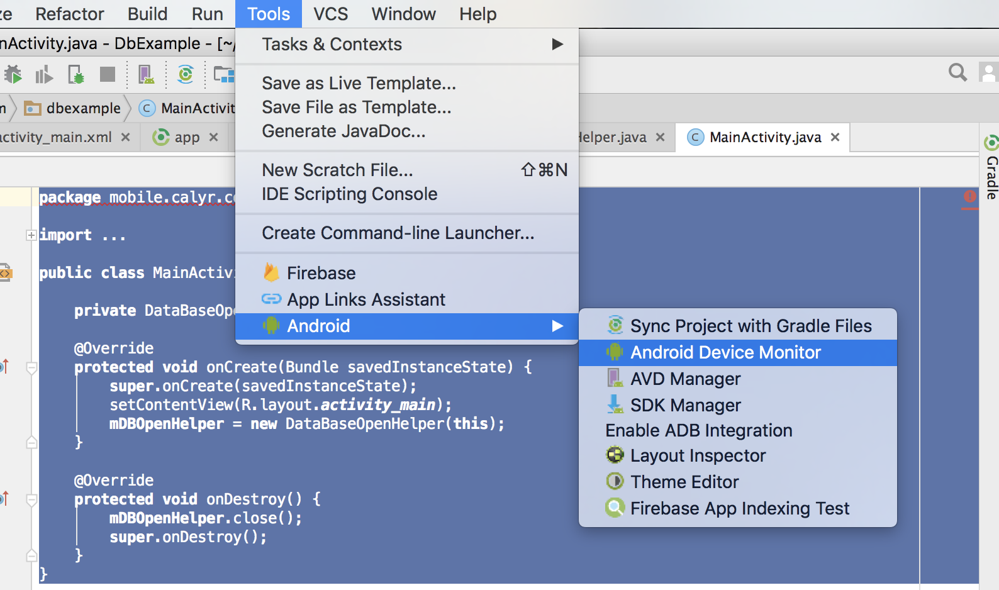 Refactor Build Run Tools VCS Window Help
Activity.java - DbExample - [~/
Tasks & Contexts
Save as Live Template...
Save File as Template...
Generate JavaDoc...
New Scratch File... ⇧⌘N
IDE Scripting Console
Create Command-line Launcher...
Firebase
App Links Assistant
Android
Sync Project with Gradle Files
Android Device Monitor
AVD Manager
SDK Manager
Enable ADB Integration
Layout Inspector
Theme Editor
Firebase App Indexing Test
dbexample C MainActivit
activity_main.xml × app × elper.java × C MainActivity.java ×
Gradle
package mobile.calyr.c
import ...
public class MainActivi
private DataBaseOp
@Override
protected void onCreate(Bundle savedInstanceState) {
super.onCreate(savedInstanceState);
setContentView(R.layout.activity_main);
mDBOpenHelper = new DataBaseOpenHelper(this);
}
@Override
protected void onDestroy() {
mDBOpenHelper.close();
super.onDestroy();
}
}